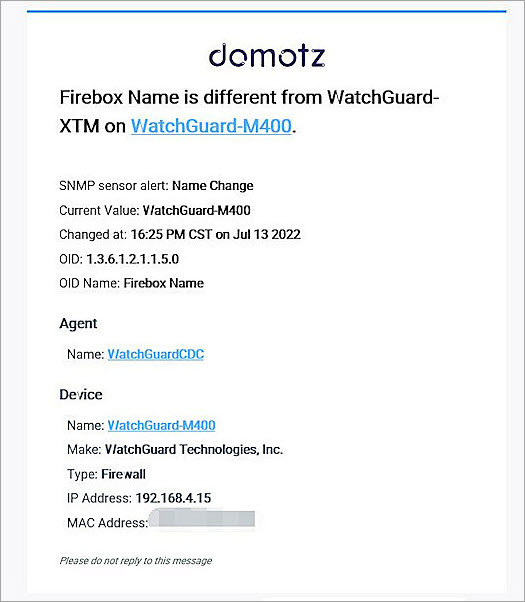 domotz
Firebox Name is different from WatchGuard-
XTM on WatchGuard-M400.
SNMP sensor alert: Name Change
Current Value: WatchGuard-M400
Changed at: 16:25 PM CST on Jul 13 2022
OID: 1.3.6.1.2.1.1.5.0
OID Name: Firebox Name
Agent
Name: WatchGuardCDC
Device
Name: WatchGuard-M400
Make: WatchGuard Technologies, Inc.
Type: Firewall
IP Address: 192.168.4.15
MAC Address:
Please do not reply to this message